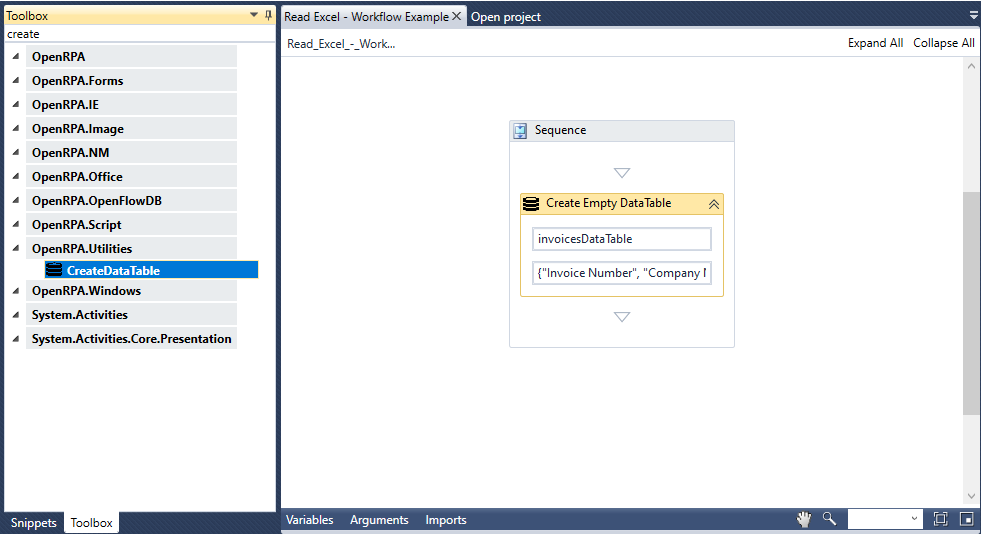 Toolbox
create
OpenRPA
OpenRPA.Forms
OpenRPA.IE
OpenRPA.Image
OpenRPA.NM
OpenRPA.Office
OpenRPA.OpenFlowDB
OpenRPA.Script
OpenRPA.Utilities
CreateDataTable
OpenRPA.Windows
System.Activities
System.Activities.Core.Presentation
Snippets Toolbox
Read Excel - Workflow Example Open project
Read_Excel_-_Work... Expand All Collapse All
Sequence
Create Empty DataTable
invoicesDataTable
{"Invoice Number", "Company
Variables Arguments Imports